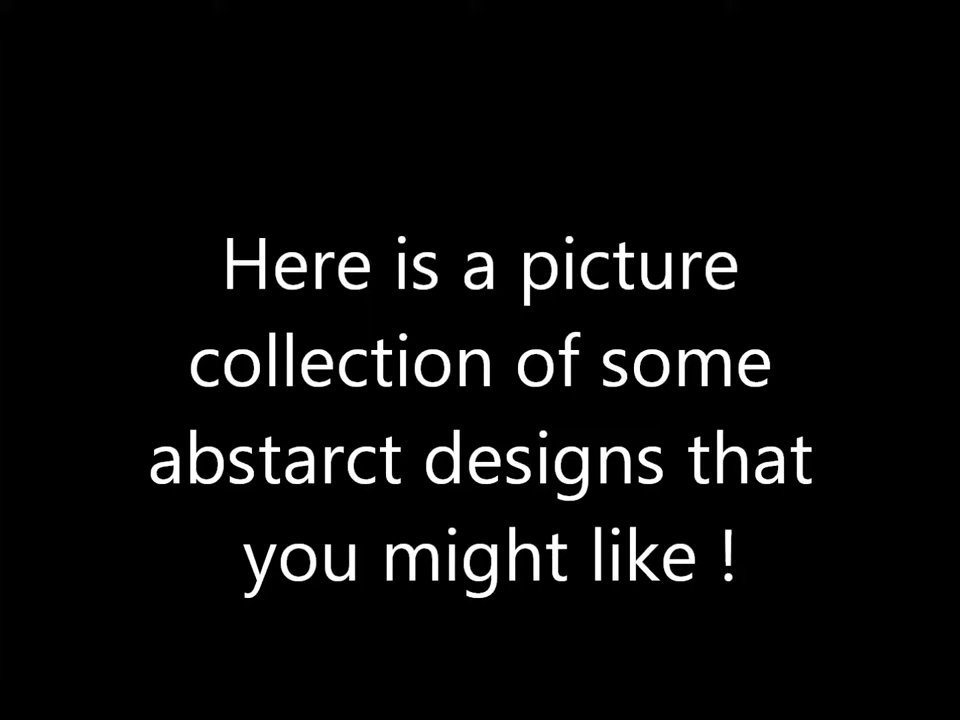 Here is a picture
collection of some
abstarct designs that
you might like !